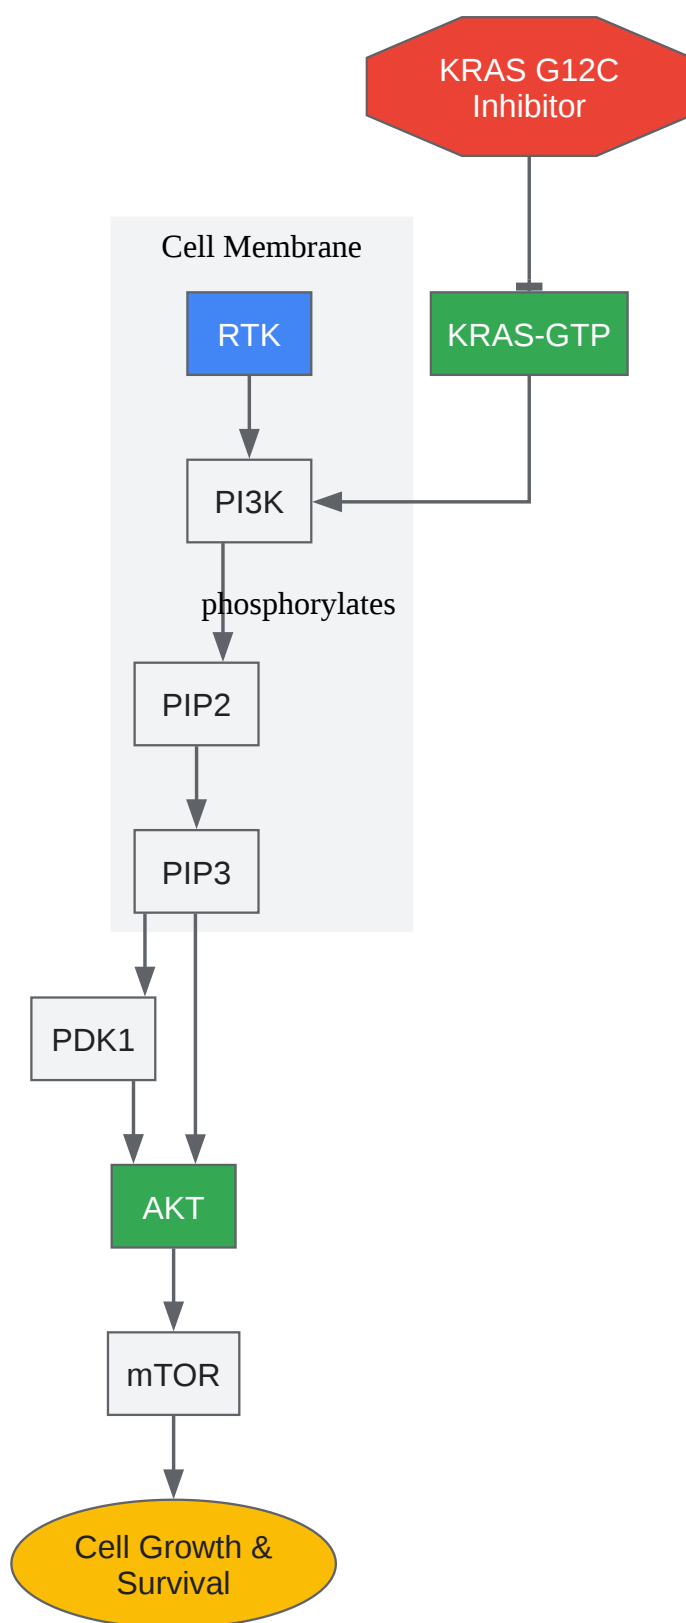 KRAS G12C
Inhibitor
Cell Membrane
RTK
KRAS-GTP
PI3K
phosphorylates
PIP2
PIP3
PDK1
AKT
mTOR
Cell Growth &
Survival